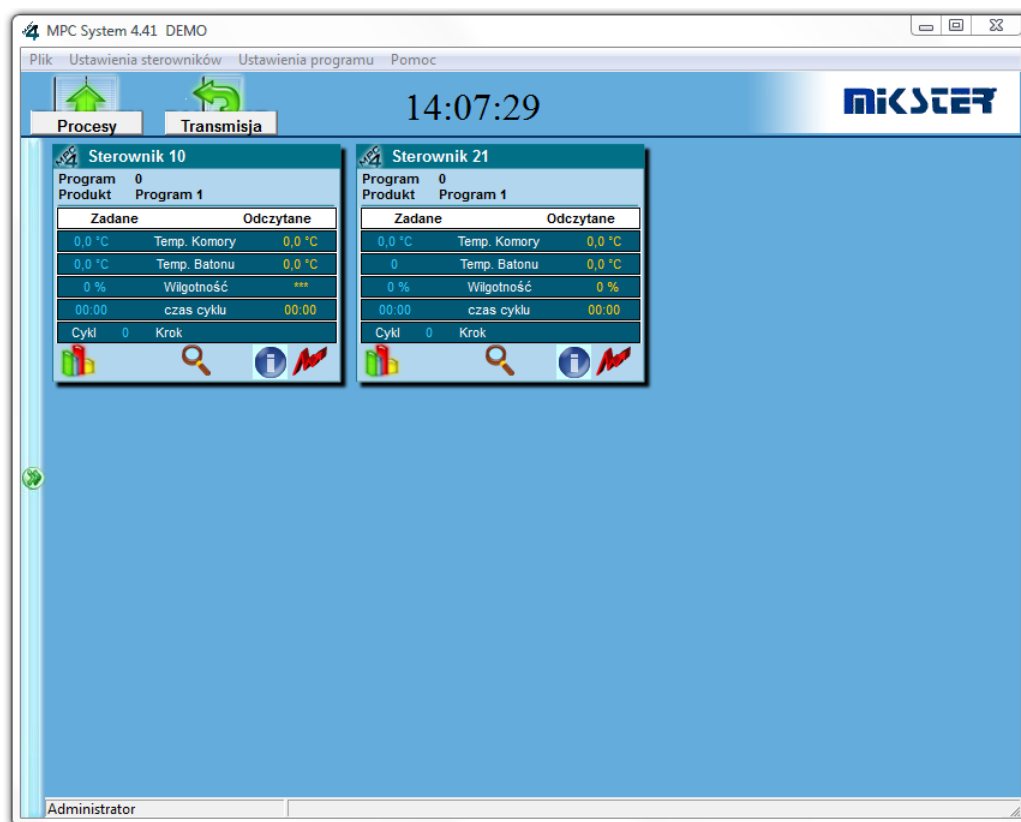 MPC System 4.41 DEMO
Plik Ustawienia sterowników Ustawienia programu Pomoc
Procesy Transmisja 14:07:29 MIKSTER
Sterownik 10
Program 0
Produkt Program 1
Zadane Odczytane
0,0 °C Temp. Komory 0,0 °C
0,0 °C Temp. Batonu 0,0 °C
0 % Wilgotność ***
00:00 czas cyklu 00:00
Cykl 0 Krok
Sterownik 21
Program 0
Produkt Program 1
Zadane Odczytane
0,0 °C Temp. Komory 0,0 °C
0 Temp. Batonu 0,0 °C
0 % Wilgotność 0 %
00:00 czas cyklu 00:00
Cykl 0 Krok
Administrator